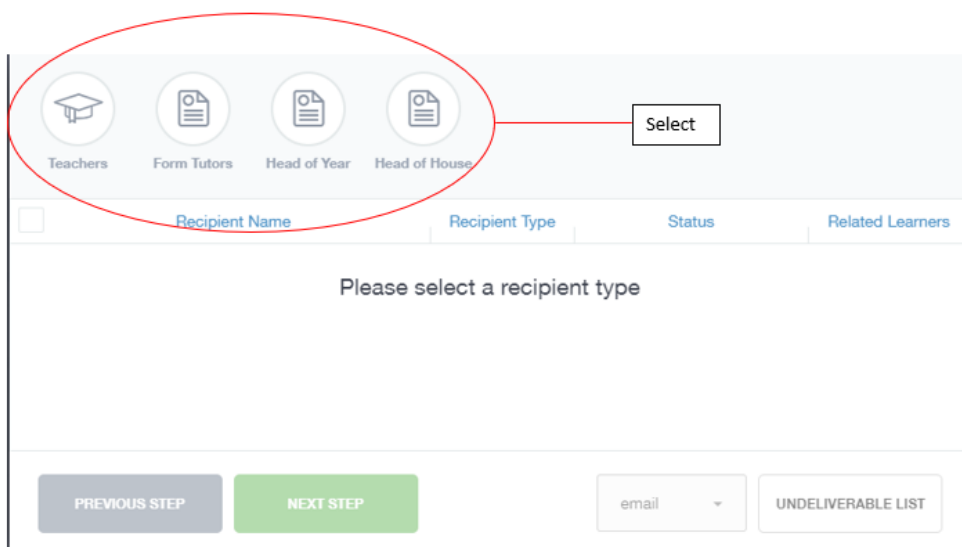 Select
Teachers
Form Tutors
Head of Year
Head of House
Recipient Name
Recipient Type
Status
Related Learners
Please select a recipient type
PREVIOUS STEP
NEXT STEP
email
UNDELIVERABLE LIST